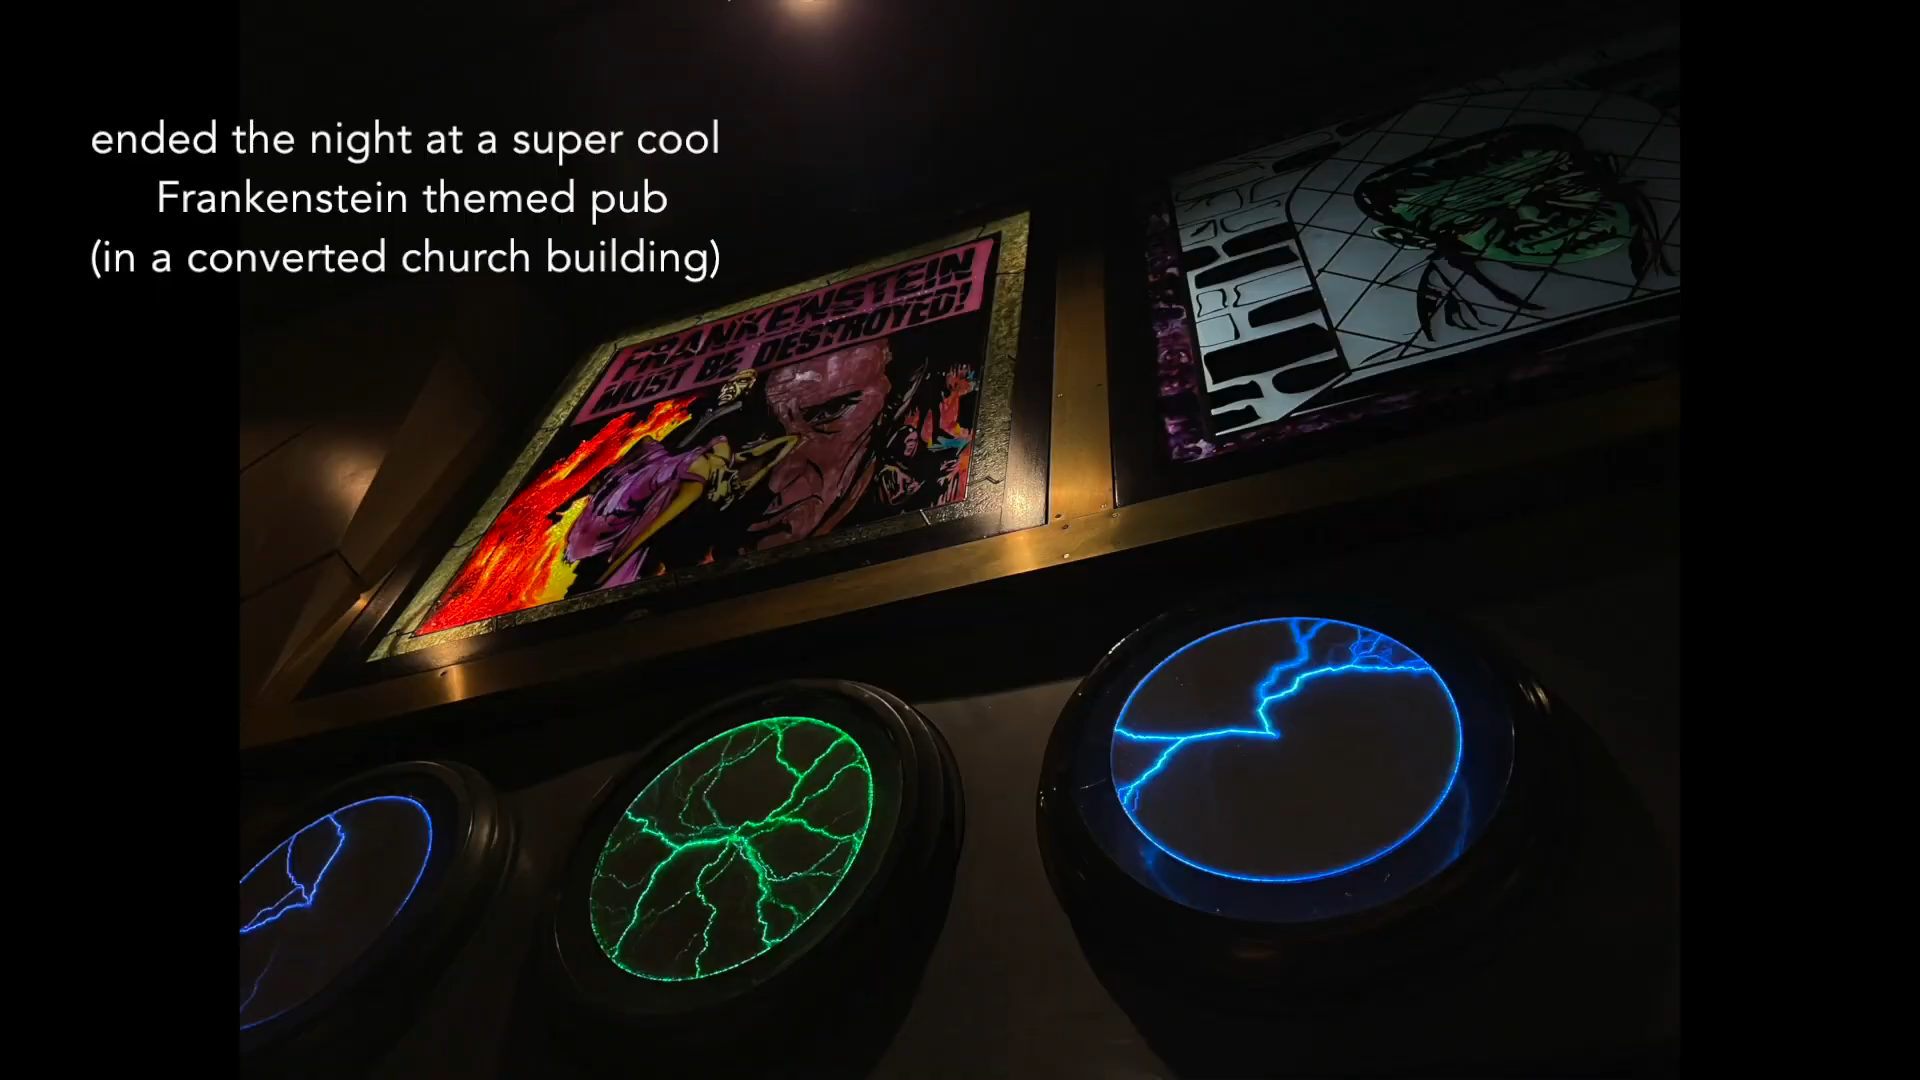 ended the night at a super cool
Frankenstein themed pub
(in a converted church building)
FRANKENSTEIN
MUST BE DESTROYED!